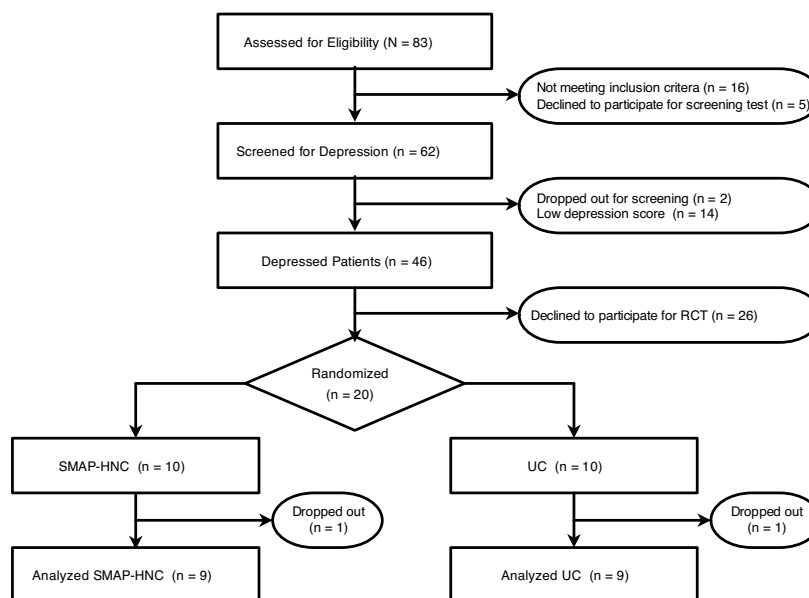 Assessed for Eligibility (N = 83)
Not meeting inclusion critera (n = 16)
Declined to participate for screening test (n = 5)
Screened for Depression (n = 62)
Dropped out for screening (n = 2)
Low depression score (n = 14)
Depressed Patients (n = 46)
Declined to participate for RCT (n = 26)
Randomized
(n = 20)
SMAP-HNC (n = 10)
UC (n = 10)
Dropped out
(n = 1)
Dropped out
(n = 1)
Analyzed SMAP-HNC (n = 9)
Analyzed UC (n = 9)